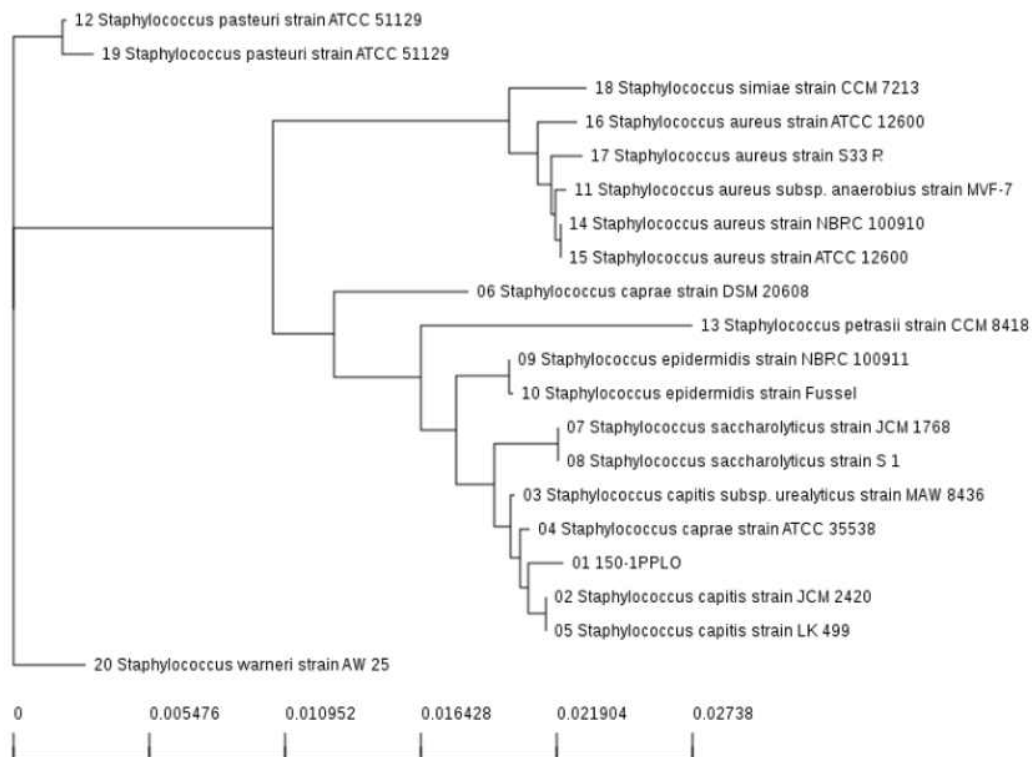 12 Staphylococcus pasteuri strain ATCC 51129
19 Staphylococcus pasteuri strain ATCC 51129
18 Staphylococcus simiae strain CCM 7213
16 Staphylococcus aureus strain ATCC 12600
17 Staphylococcus aureus strain S33 R
11 Staphylococcus aureus subsp. anaerobius strain MVF-7
14 Staphylococcus aureus strain NBRC 100910
15 Staphylococcus aureus strain ATCC 12600
06 Staphylococcus caprae strain DSM 20608
13 Staphylococcus petrasii strain CCM 8418
09 Staphylococcus epidermidis strain NBRC 100911
10 Staphylococcus epidermidis strain Fussel
07 Staphylococcus saccharolyticus strain JCM 1768
08 Staphylococcus saccharolyticus strain S 1
03 Staphylococcus capitis subsp. urealyticus strain MAW 8436
04 Staphylococcus caprae strain ATCC 35538
01 150-1PPLO
02 Staphylococcus capitis strain JCM 2420
05 Staphylococcus capitis strain LK 499
20 Staphylococcus warneri strain AW 25
0 0.005476 0.010952 0.016428 0.021904 0.02738